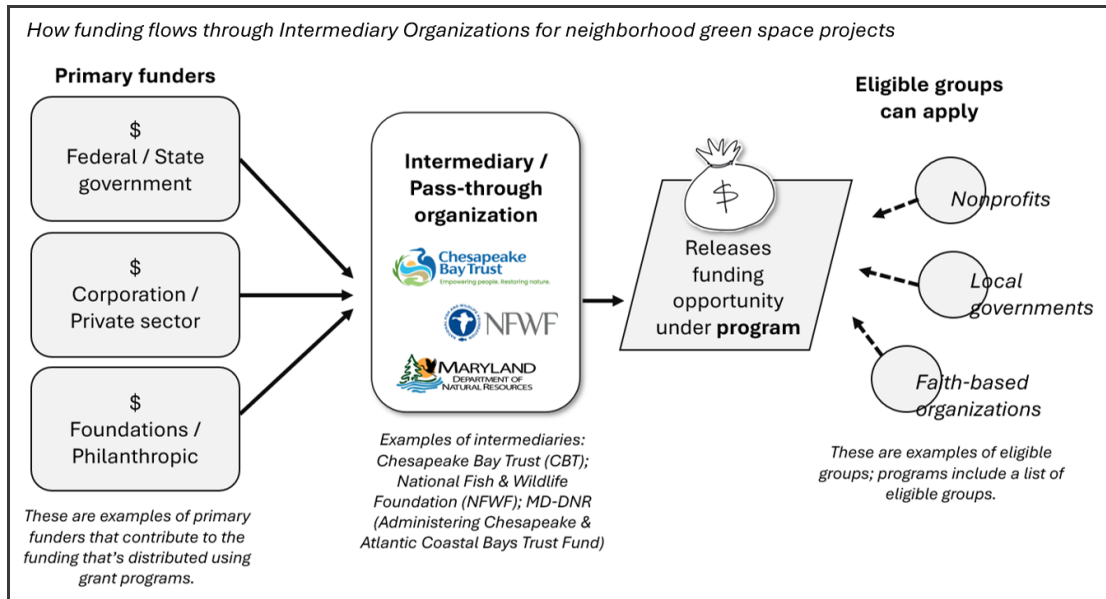 How funding flows through Intermediary Organizations for neighborhood green space projects
Primary funders
$
Federal / State
government
$
Corporation /
Private sector
$
Foundations /
Philanthropic
These are examples of primary
funders that contribute to the
funding that's distributed using
grant programs.
Intermediary /
Pass-through
organization
Chesapeake
Bay Trust
Empowering people. Restoring nature.
NFWF
MARYLAND
DEPARTMENT OF
NATURAL RESOURCES
Examples of intermediaries:
Chesapeake Bay Trust (CBT);
National Fish & Wildlife
Foundation (NFWF); MD-DNR
(Administering Chesapeake &
Atlantic Coastal Bays Trust Fund)
$
Releases
funding
opportunity
under program
Eligible groups
can apply
Nonprofits
Local
governments
Faith-based
organizations
These are examples of eligible
groups; programs include a list of
eligible groups.